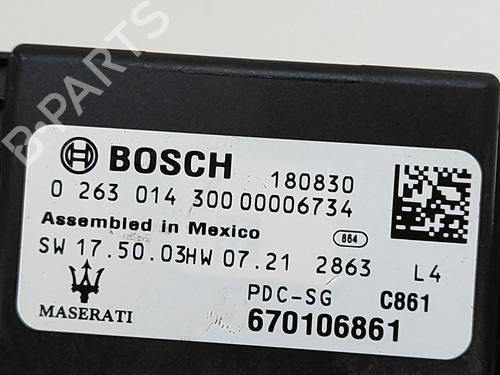 B-PARTS
BOSCH 180830
0 263 014 300 00006734
Assembled in Mexico 864
SW 17.50.03HW 07.21 2863 L4
PDC-SG C861
MASERATI 670106861